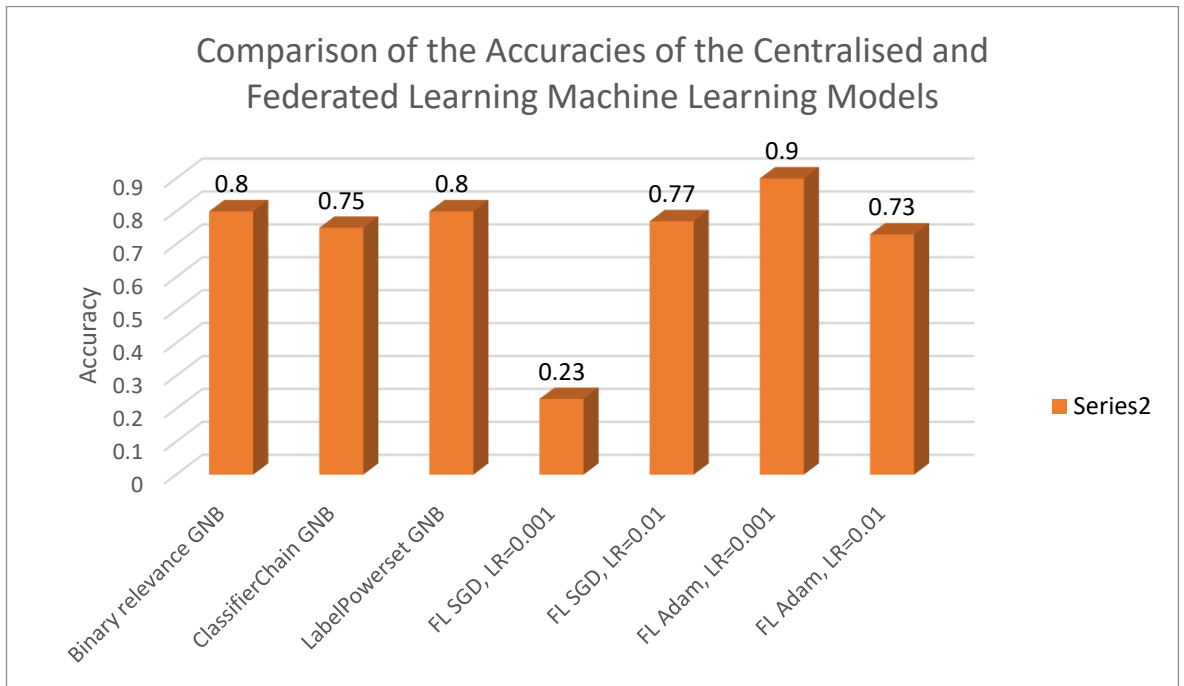 Comparison of the Accuracies of the Centralised and
Federated Learning Machine Learning Models
Accuracy
0.9
0.8
0.7
0.6
0.5
0.4
0.3
0.2
0.1
0
0.8
0.75
0.8
0.23
0.77
0.9
0.73
Binary relevance GNB
ClassifierChain GNB
LabelPowerset GNB
FL SGD, LR=0.001
FL SGD, LR=0.01
FL Adam, LR=0.001
FL Adam, LR=0.01
Series2